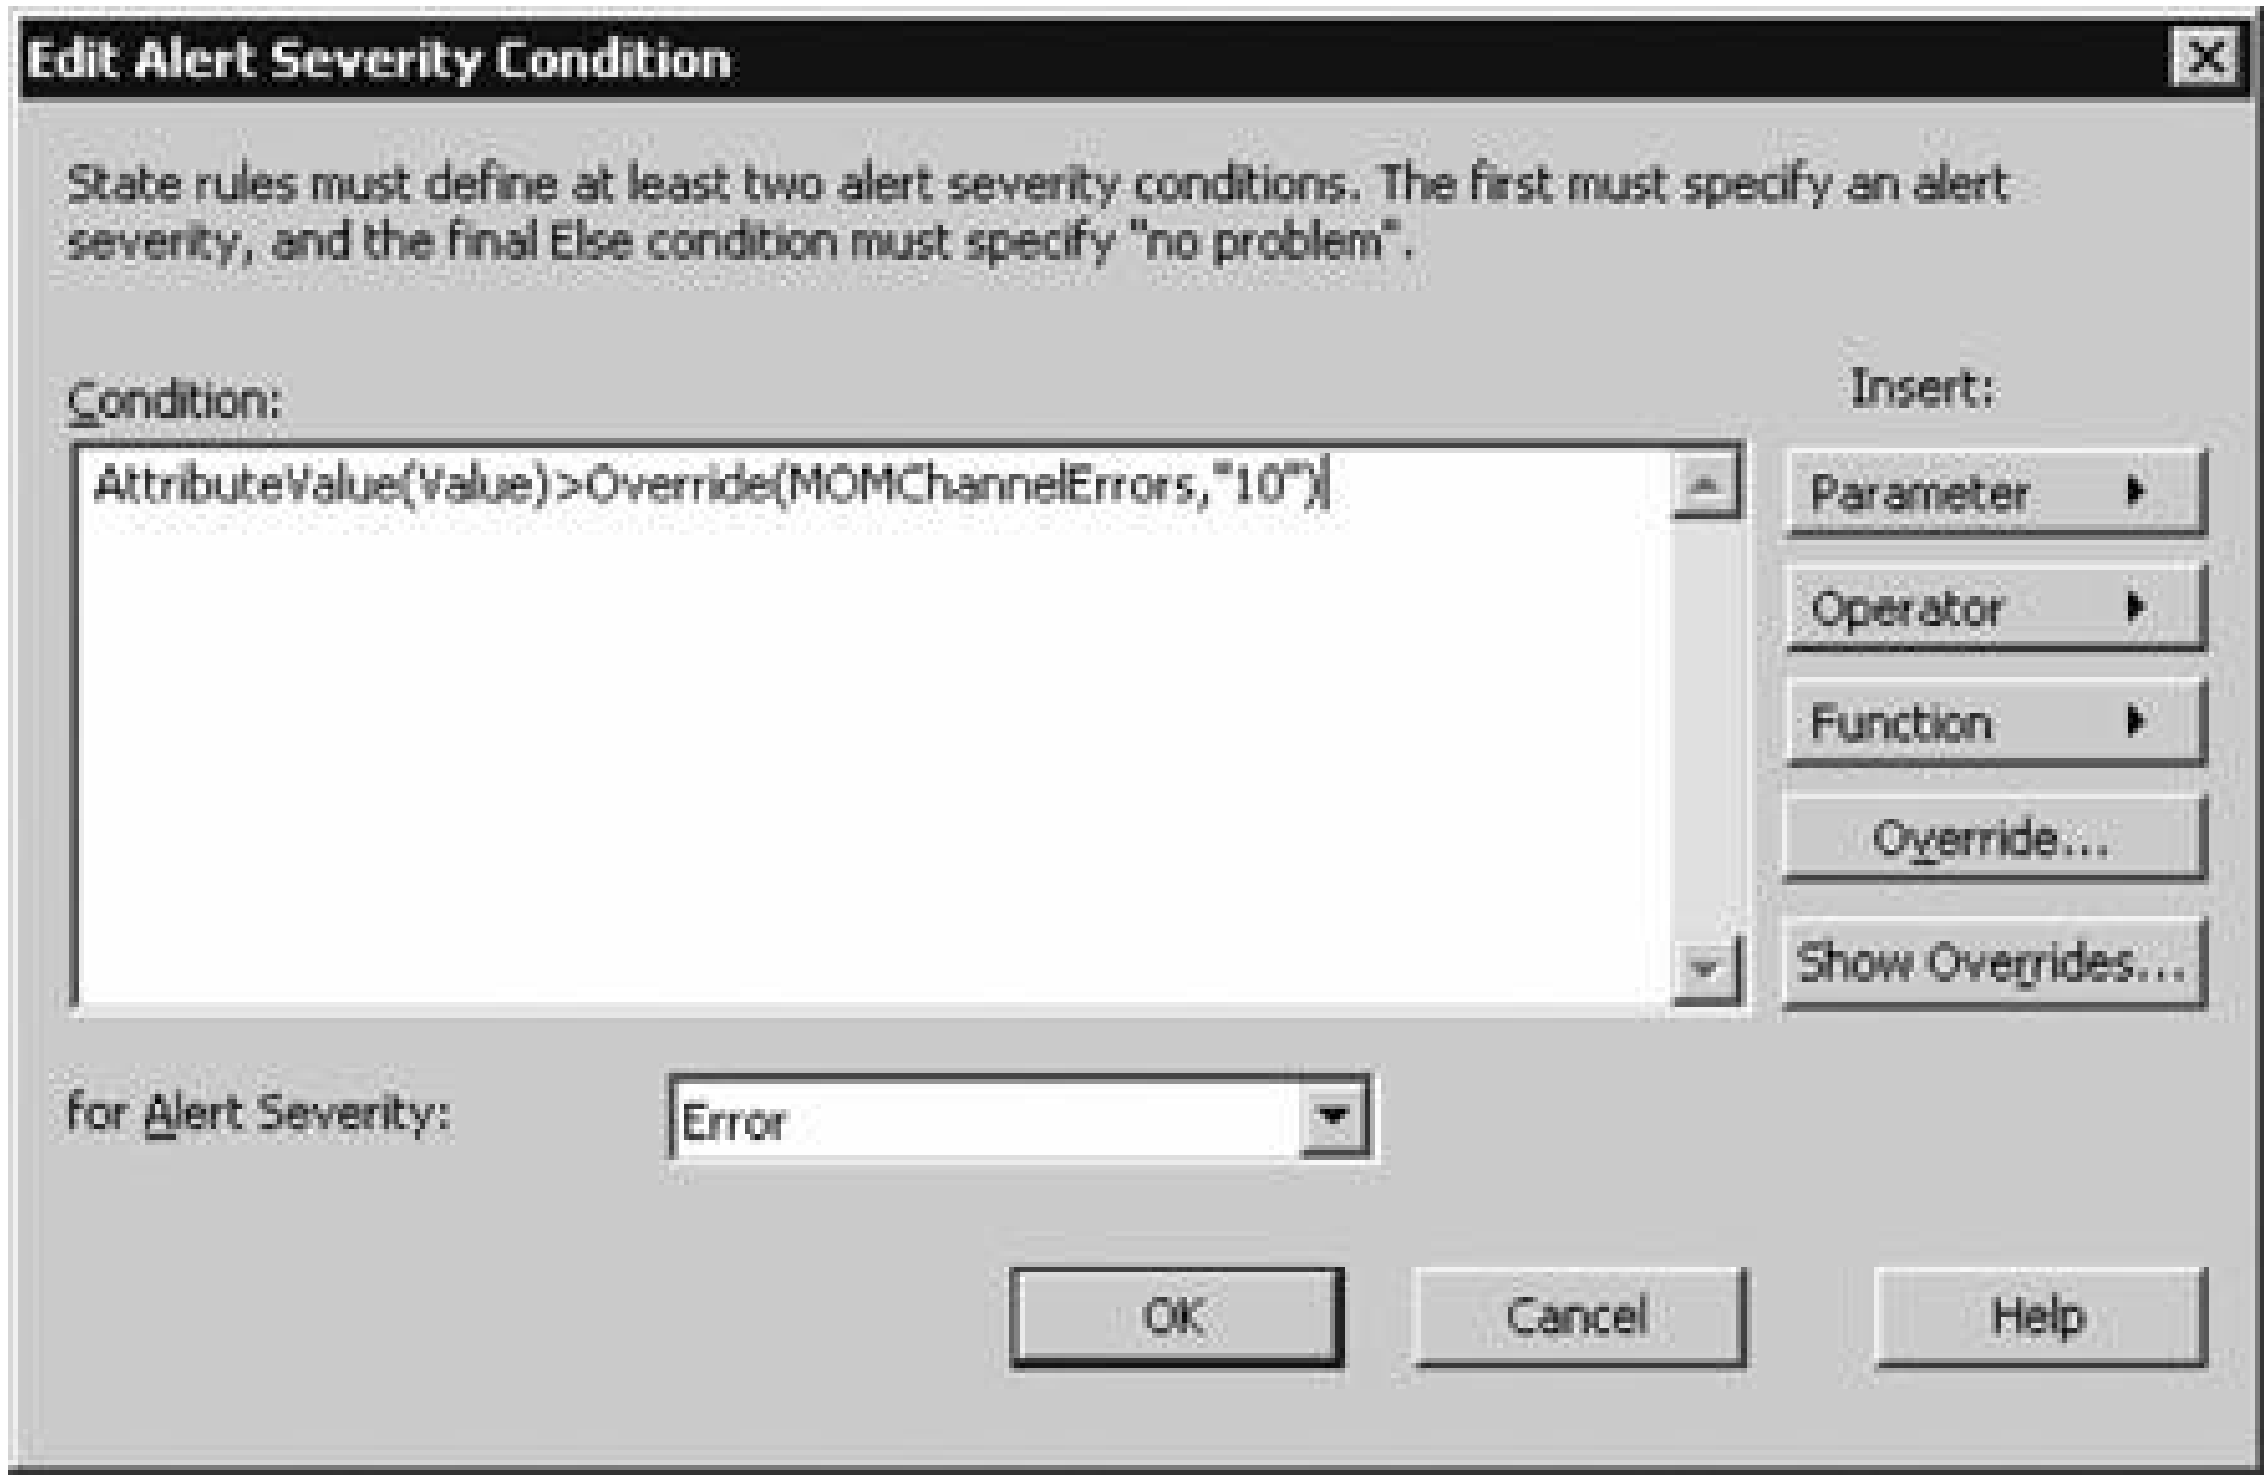 Edit Alert Severity Condition
State rules must define at least two alert severity conditions. The first must specify an alert
severity, and the final Else condition must specify "no problem".
Condition:
Insert:
AttributeValue(Value)>Override(MOMChannelErrors,"10")
Parameter
Operator
Function
Override...
Show Overrides...
for Alert Severity:
Error
OK
Cancel
Help